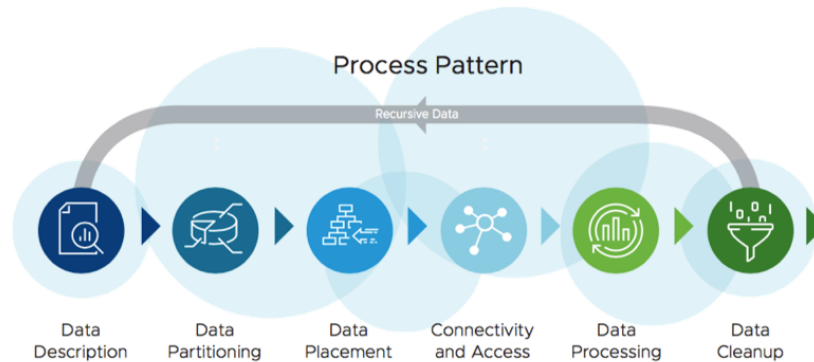 Process Pattern
Recursive Data
Data
Description
Data
Partitioning
Data
Placement
Connectivity
and Access
Data
Processing
Data
Cleanup